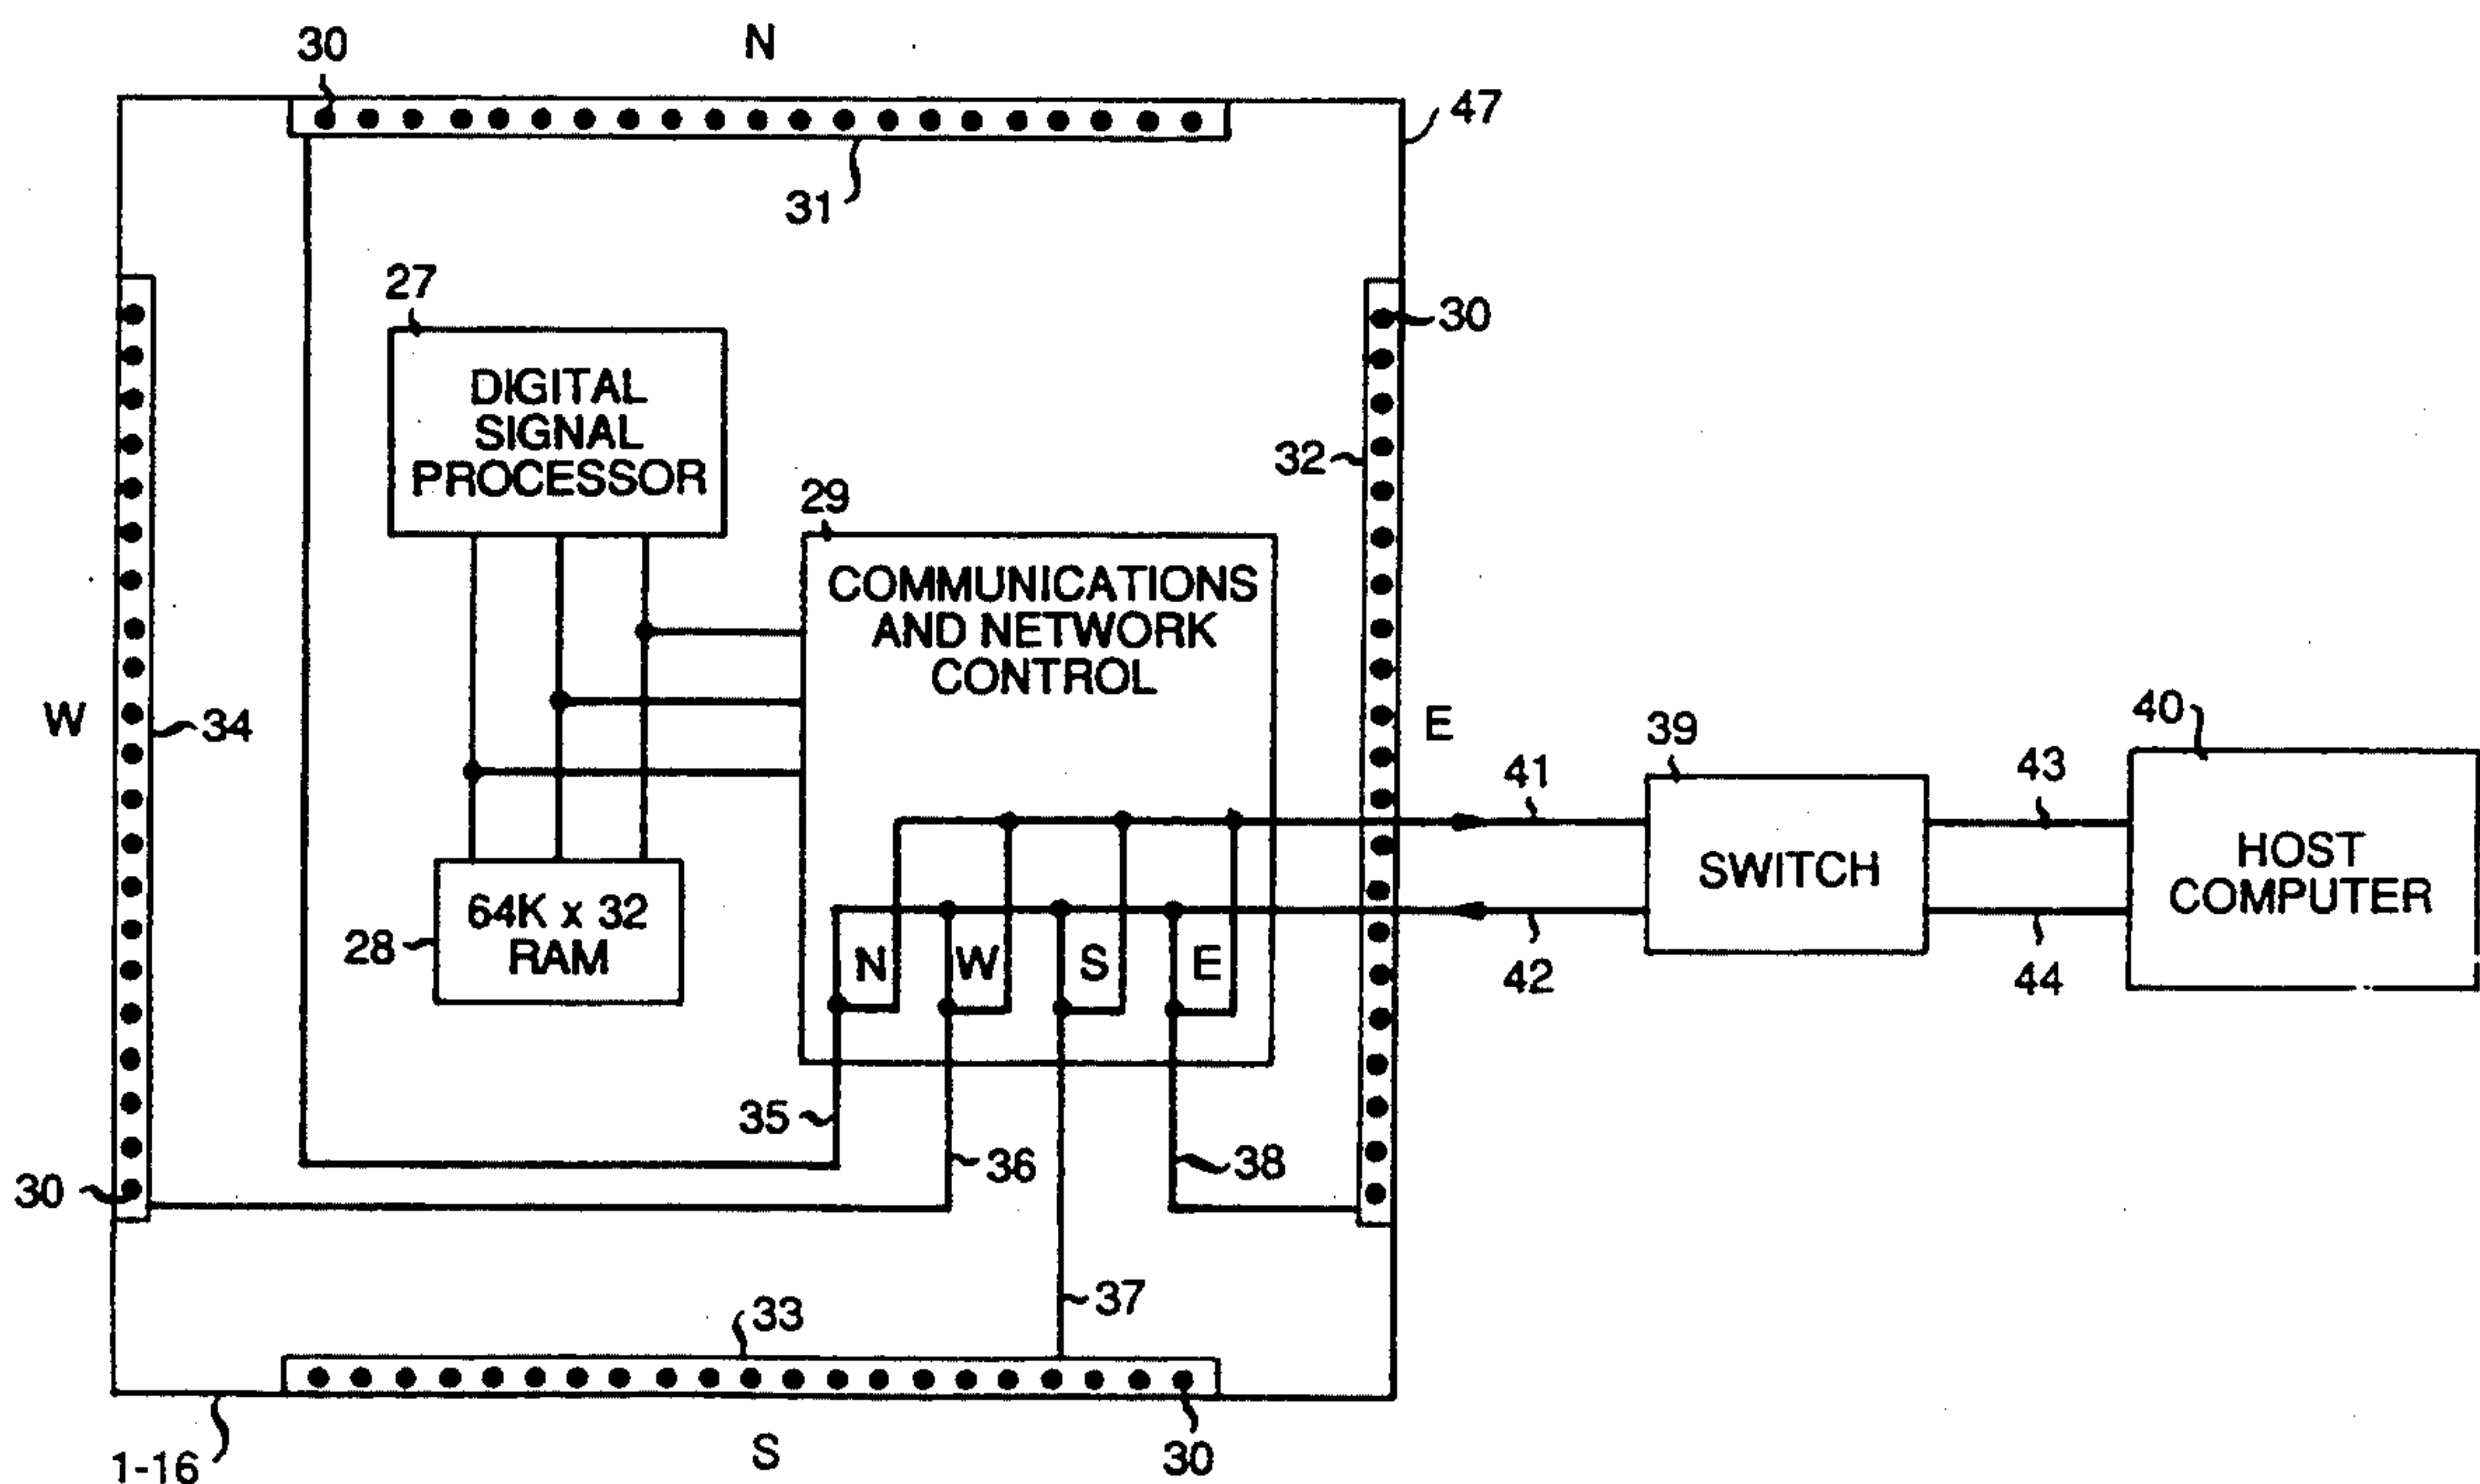 30
N
47
31
27
30
DIGITAL
SIGNAL
PROCESSOR
32
29
COMMUNICATIONS
AND NETWORK
CONTROL
W
34
E
39
40
41
43
SWITCH
HOST
COMPUTER
64K x 32
RAM
28
N
W
S
E
42
44
35
36
38
30
37
33
1-16
S
30